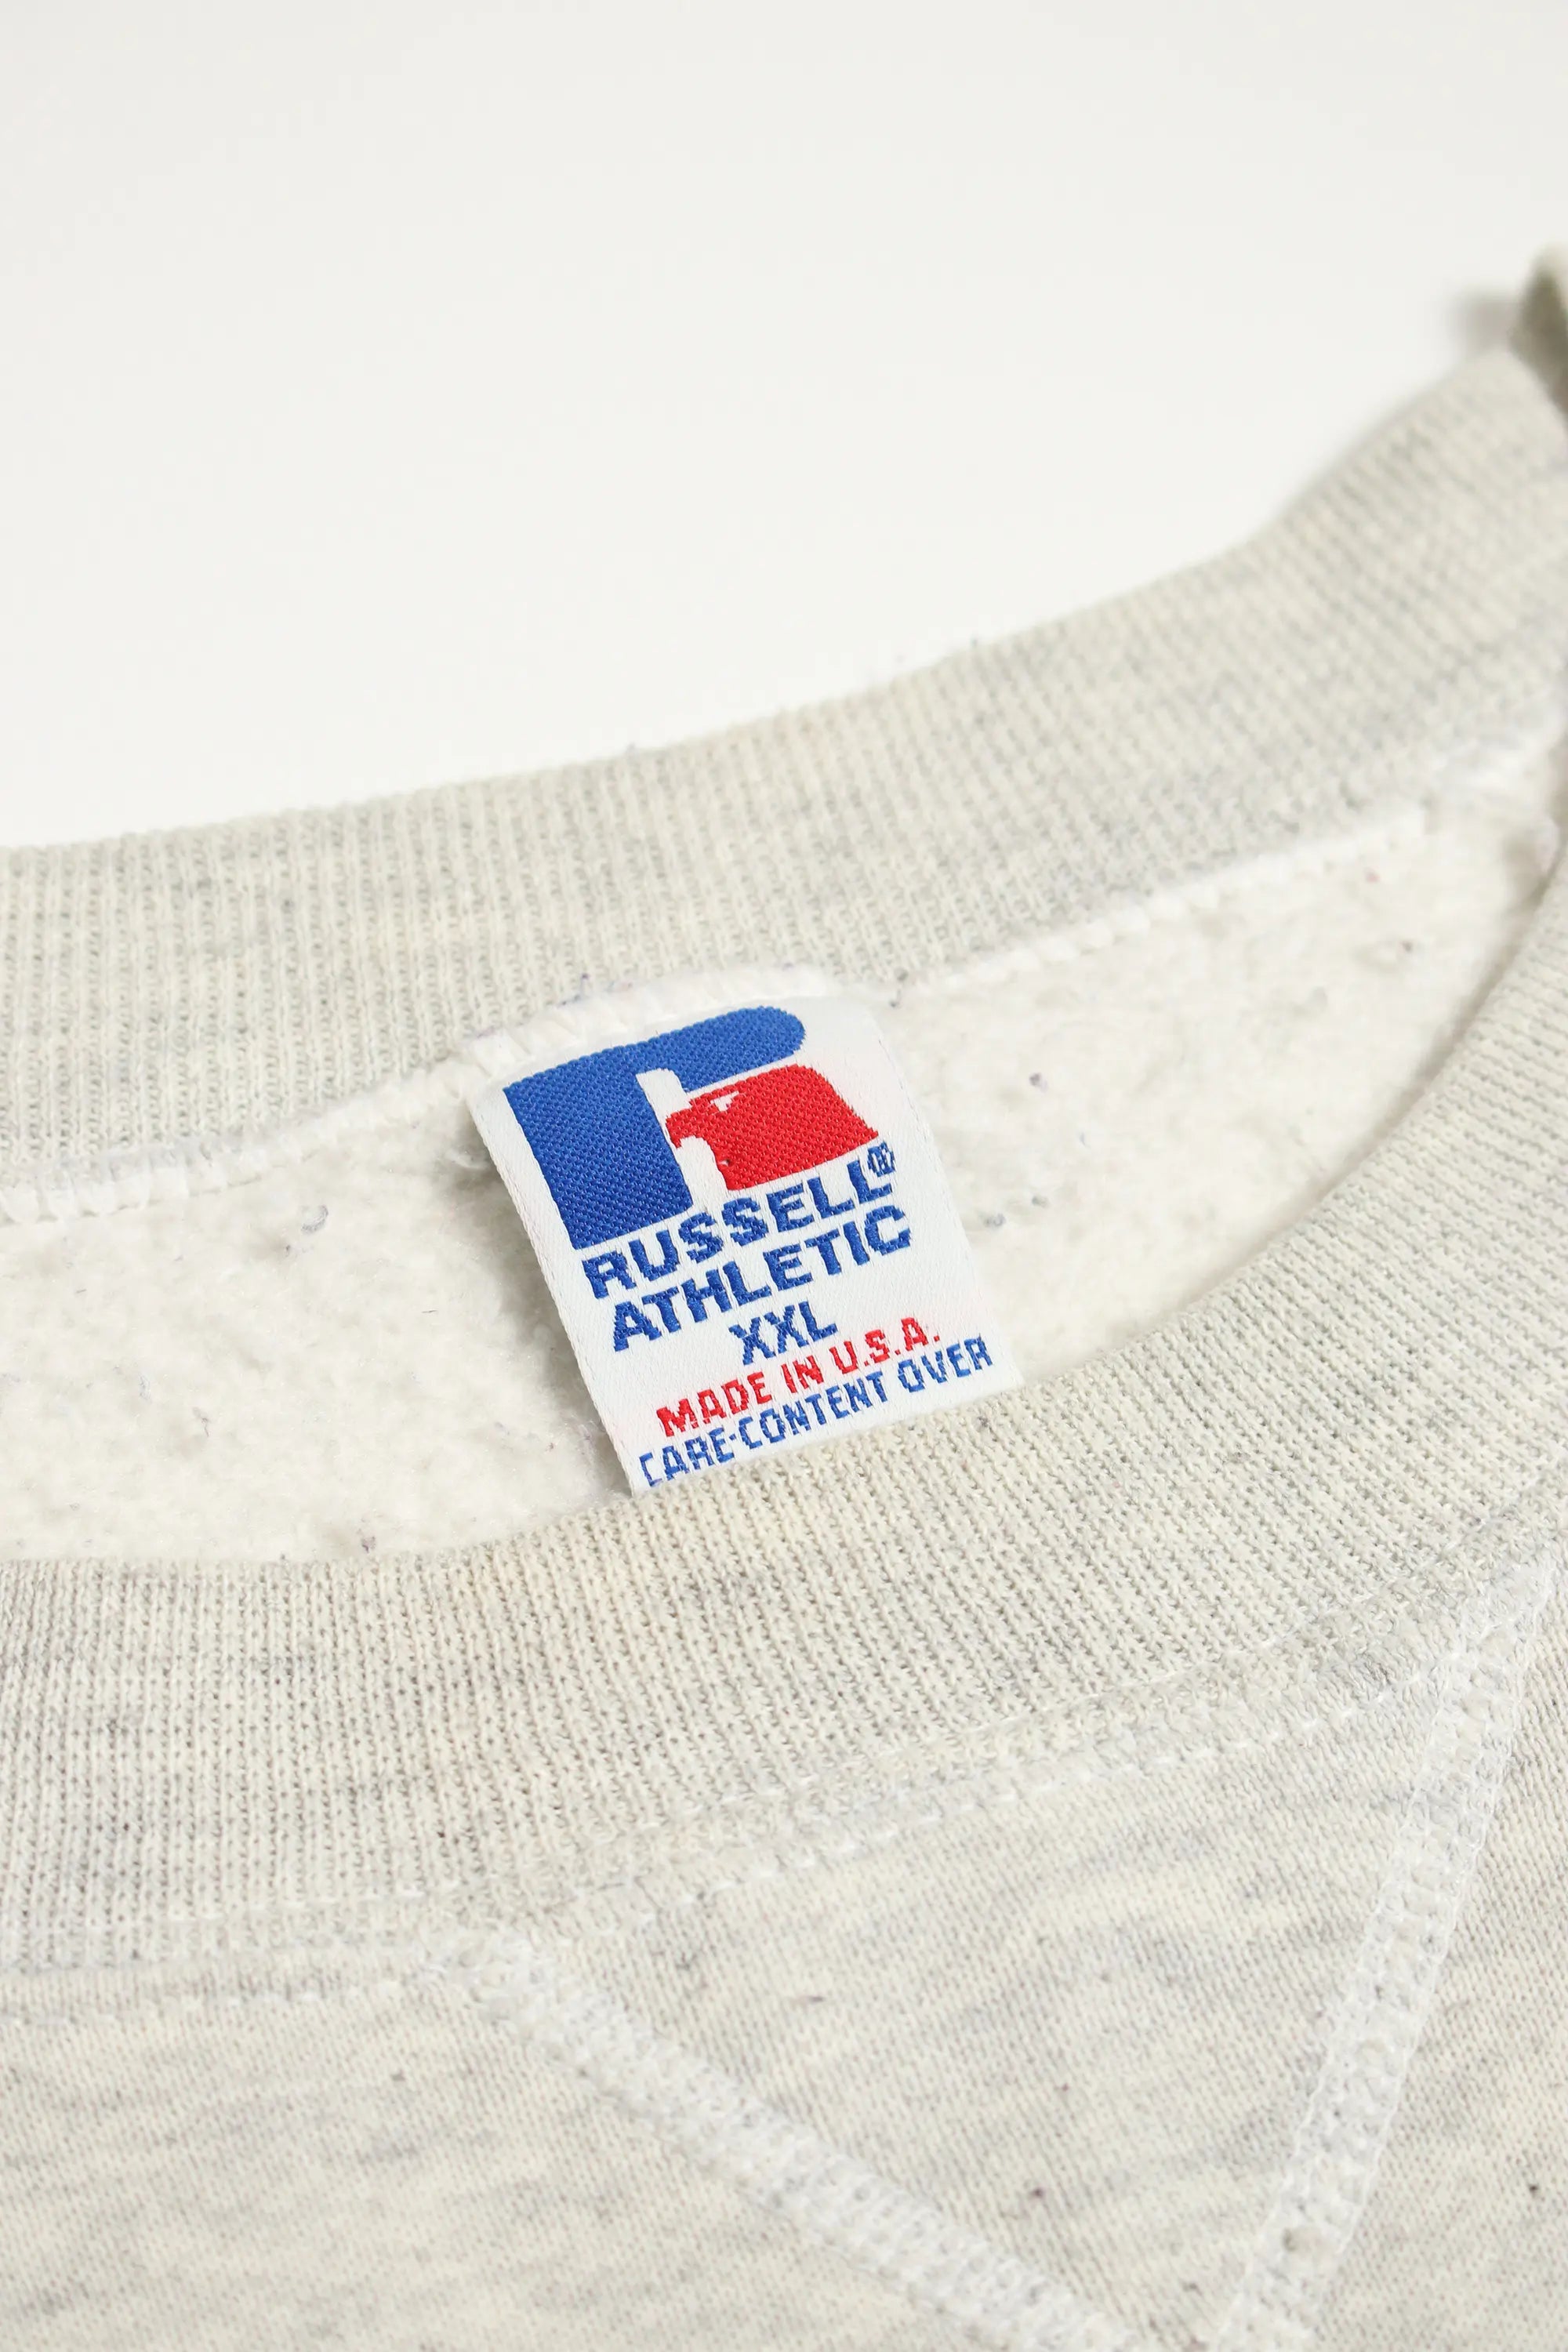 RUSSELL®
ATHLETIC
XXL
MADE IN U.S.A.
CARE-CONTENT OVER